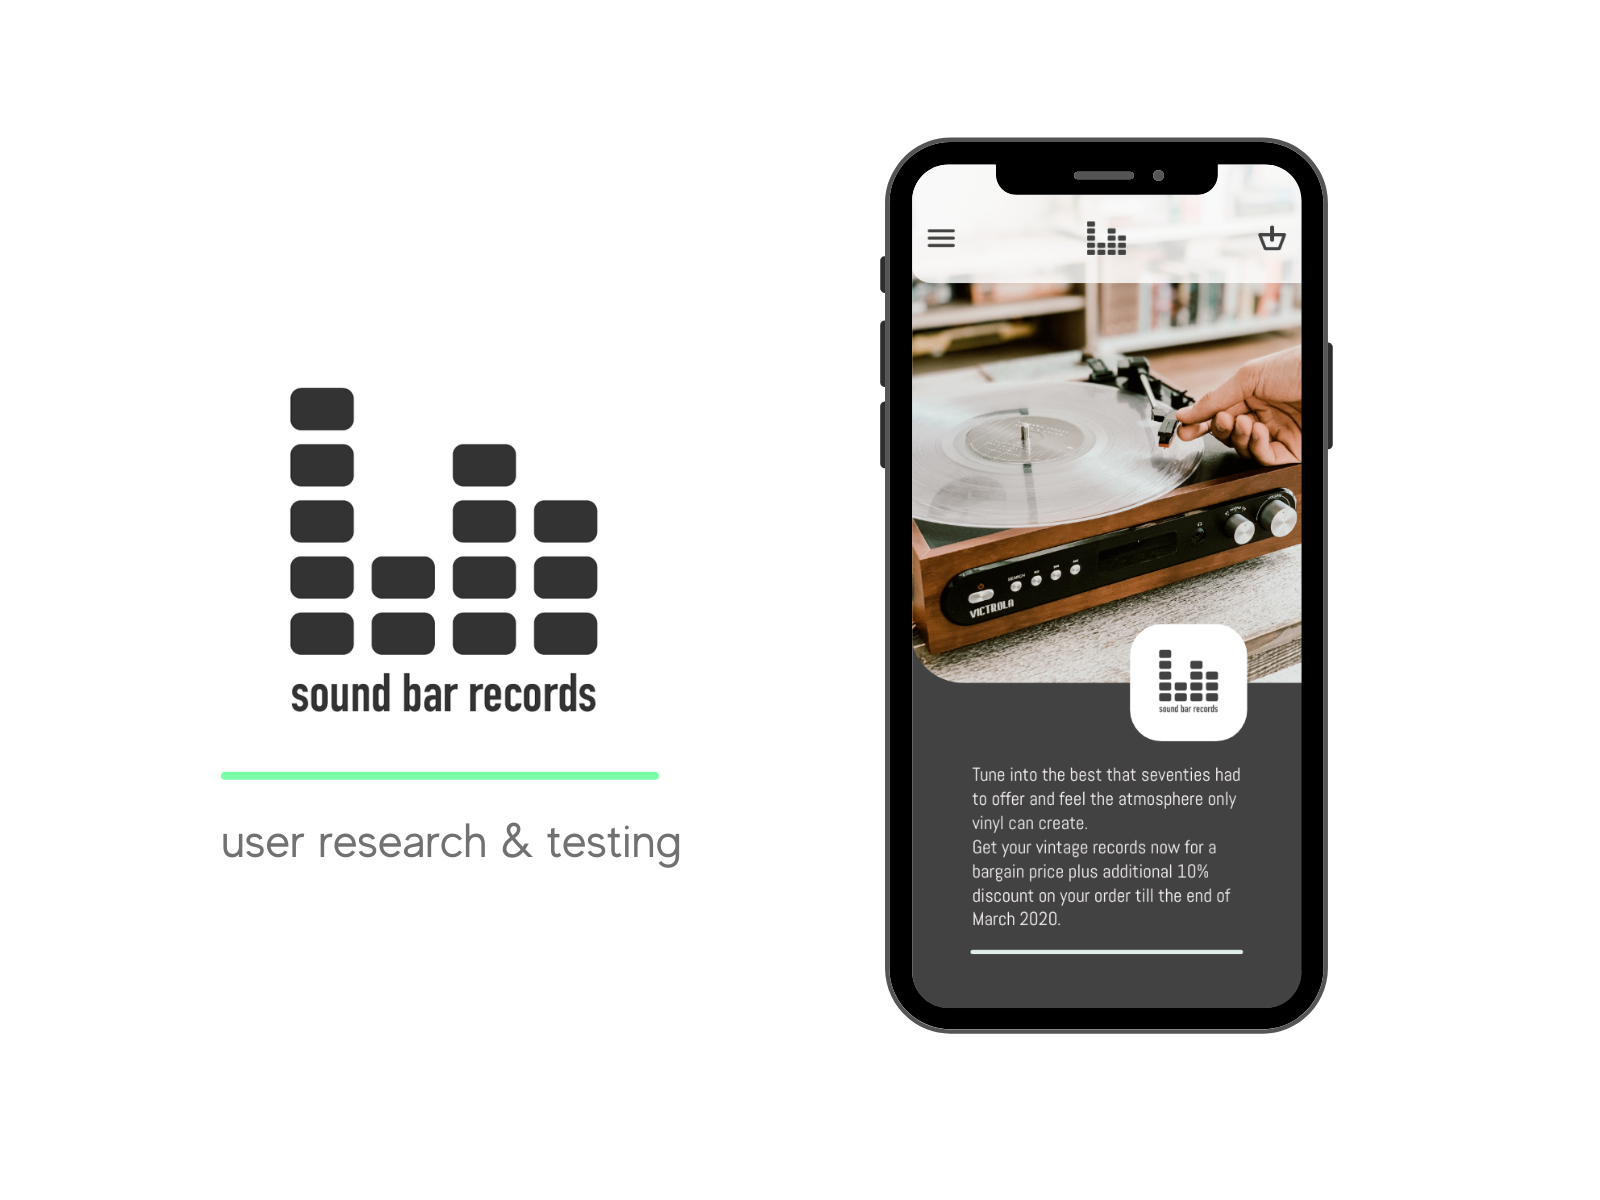 sound bar records
user research & testing
SEARCH
VICTROLA
sound bar records
Tune into the best that seventies had
to offer and feel the atmosphere only
vinyl can create.
Get your vintage records now for a
bargain price plus additional 10%
discount on your order till the end of
March 2020.